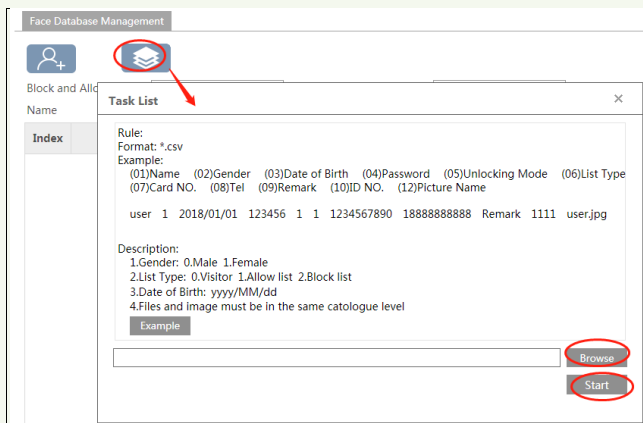 Face Database Management
Block and Allo
Name
Index
Task List
Rule:
Format: *.csv
Example:
(01)Name (02)Gender (03)Date of Birth (04)Password (05)Unlocking Mode (06)List Type
(07)Card NO. (08)Tel (09)Remark (10)ID NO. (12)Picture Name
user 1 2018/01/01 123456 1 1 1234567890 18888888888 Remark 1111 user.jpg
Description:
1.Gender: 0.Male 1.Female
2.List Type: 0.Visitor 1.Allow list 2.Block list
3.Date of Birth: yyyy/MM/dd
4.Files and image must be in the same catologue level
Example
Browse
Start